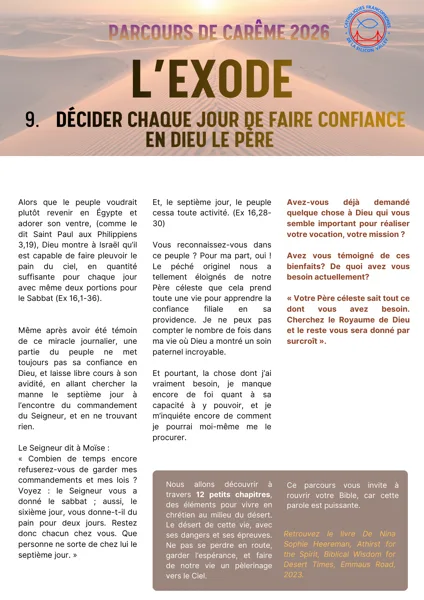 PARCOURS DE CARÊME 2026
L'EXODE
9. DÉCIDER CHAQUE JOUR DE FAIRE CONFIANCE
EN DIEU LE PÈRE
Alors que le peuple voudrait
plutôt revenir en Égypte et
adorer son ventre, (comme le
dit Saint Paul aux Philippiens
3,19), Dieu montre à Israël qu'il
est capable de faire pleuvoir le
pain du ciel, en quantité
suffisante pour chaque jour
avec même deux portions pour
le Sabbat (Ex 16,1-36).
Même après avoir été témoin
de ce miracle journalier, une
partie du peuple ne met
toujours pas sa confiance en
Dieu, et laisse libre cours à son
avidité, en allant chercher la
manne le septième jour à
l'encontre du commandement
du Seigneur, et en ne trouvant
rien.
Le Seigneur dit à Moïse :
« Combien de temps encore
refuserez-vous de garder mes
commandements et mes lois ?
Voyez : le Seigneur vous a
donné le sabbat ; aussi, le
sixième jour, vous donne-t-il du
pain pour deux jours. Restez
donc chacun chez vous. Que
personne ne sorte de chez lui le
septième jour. »
Et, le septième jour, le peuple
cessa toute activité. (Ex 16,28-
30)
Vous reconnaissez-vous dans
ce peuple ? Pour ma part, oui !
Le péché originel nous a
tellement éloignés de notre
Père céleste que cela prend
toute une vie pour apprendre la
confiance filiale en sa
providence. Je ne peux pas
compter le nombre de fois dans
ma vie où Dieu a montré un soin
paternel incroyable.
Et pourtant, la chose dont j'ai
vraiment besoin, je manque
encore de foi quant à sa
capacité à y pouvoir, et je
m'inquiète encore de comment
je pourrai moi-même me le
procurer.
Avez-vous déjà demandé
quelque chose à Dieu qui vous
semble important pour réaliser
votre vocation, votre mission ?
Avez vous témoigné de ces
bienfaits? De quoi avez vous
besoin actuellement?
« Votre Père céleste sait tout ce
dont vous avez besoin.
Cherchez le Royaume de Dieu
et le reste vous sera donné par
surcroît ».
Nous allons découvrir à
travers 12 petits chapitres,
des éléments pour vivre en
chrétien au milieu du désert.
Le désert de cette vie, avec
ses dangers et ses épreuves.
Ne pas se perdre en route,
garder l'espérance, et faire
de notre vie un pèlerinage
vers le Ciel.
Ce parcours vous invite à
rouvrir votre Bible, car cette
parole est puissante.
Retrouvez le livre De Nina
Sophie Heereman, Athirst for
the Spirit, Biblical Wisdom for
Desert Times, Emmaus Road,
2023.